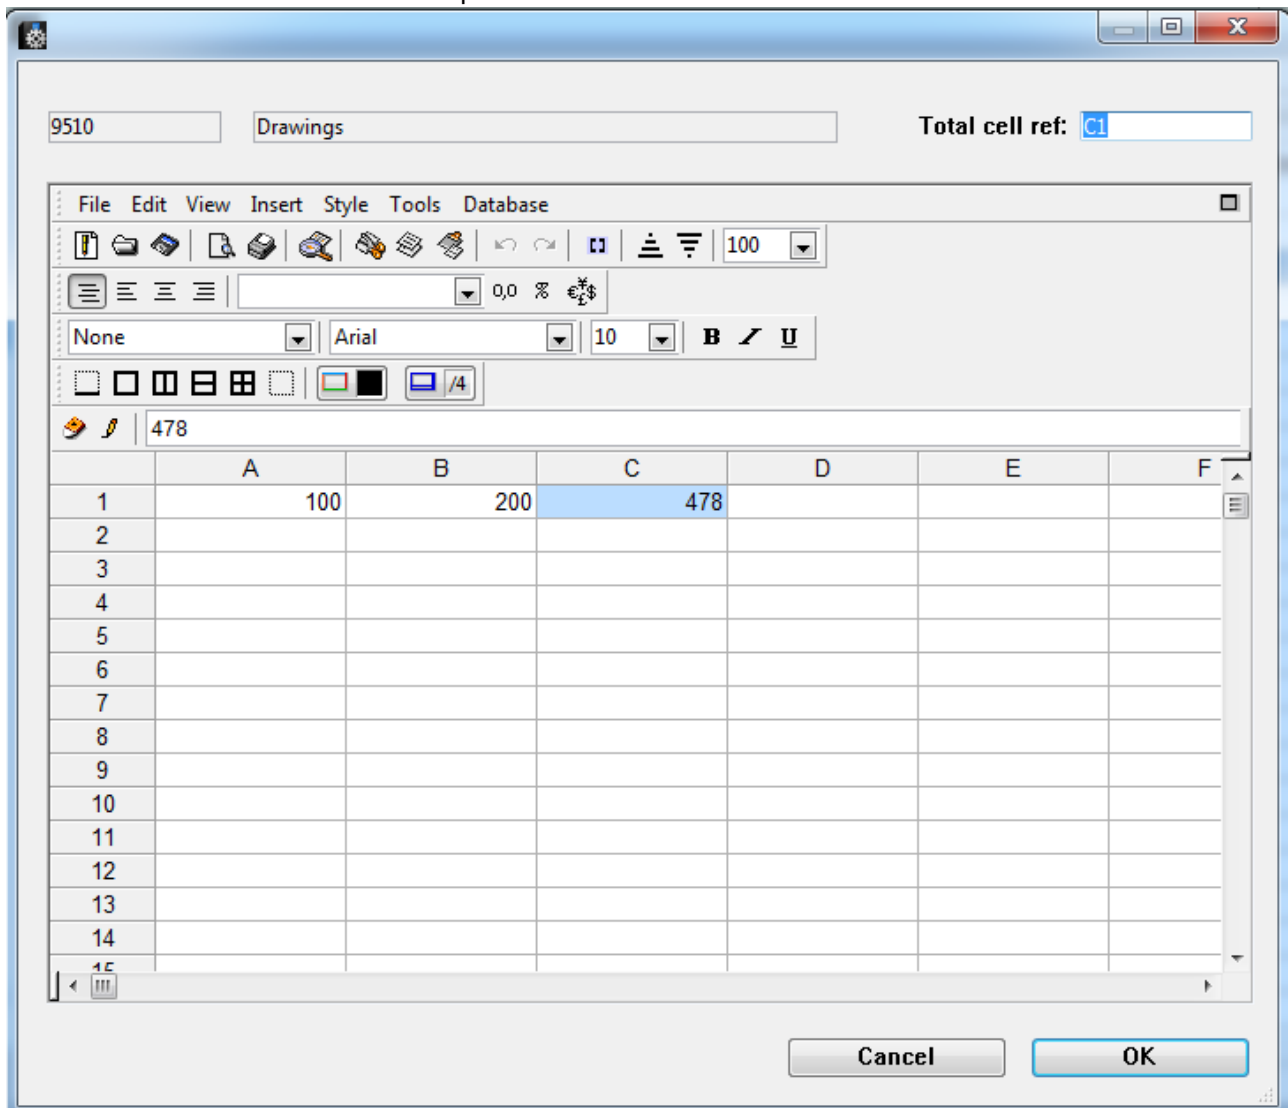 9510 Drawings Total cell ref: C1
File Edit View Insert Style Tools Database
100
0,0 % €¥£$
None Arial 10 B I U
/4
478
A B C D E F
1 100 200 478
2
3
4
5
6
7
8
9
10
11
12
13
14
15
Cancel OK